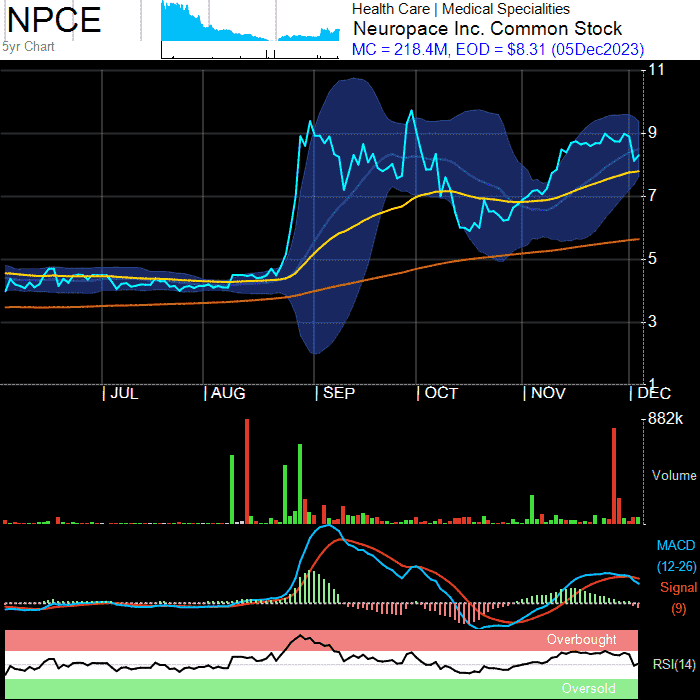 NPCE
5yr Chart
Health Care | Medical Specialities
Neuropace Inc. Common Stock
MC = 218.4M, EOD = $8.31 (05Dec2023)
11
9
7
5
3
1
| JUL | AUG | SEP | OCT | NOV | DEC
882k
Volume
MACD
(12-26)
Signal
(9)
Overbought
RSI(14)
Oversold